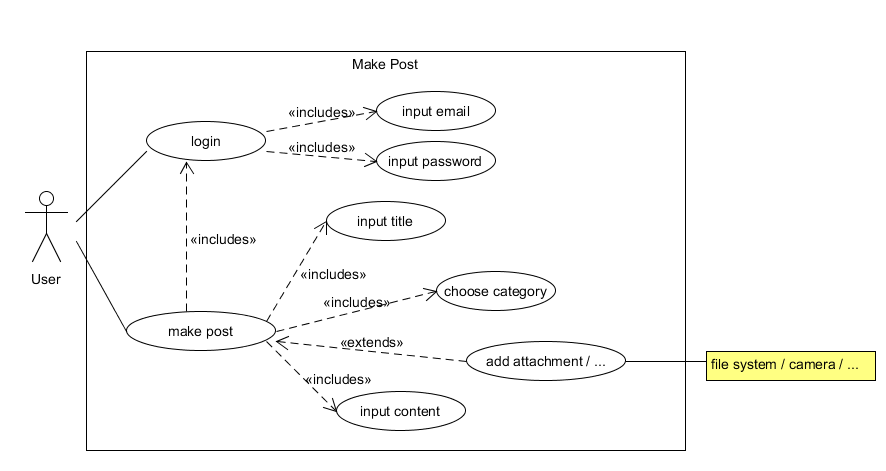 Make Post
«includes»
input email
login
«includes»
input password
input title
«includes»
User
«includes»
choose category
«includes»
make post
«extends»
add attachment / ...
file system / camera / ...
«includes»
input content